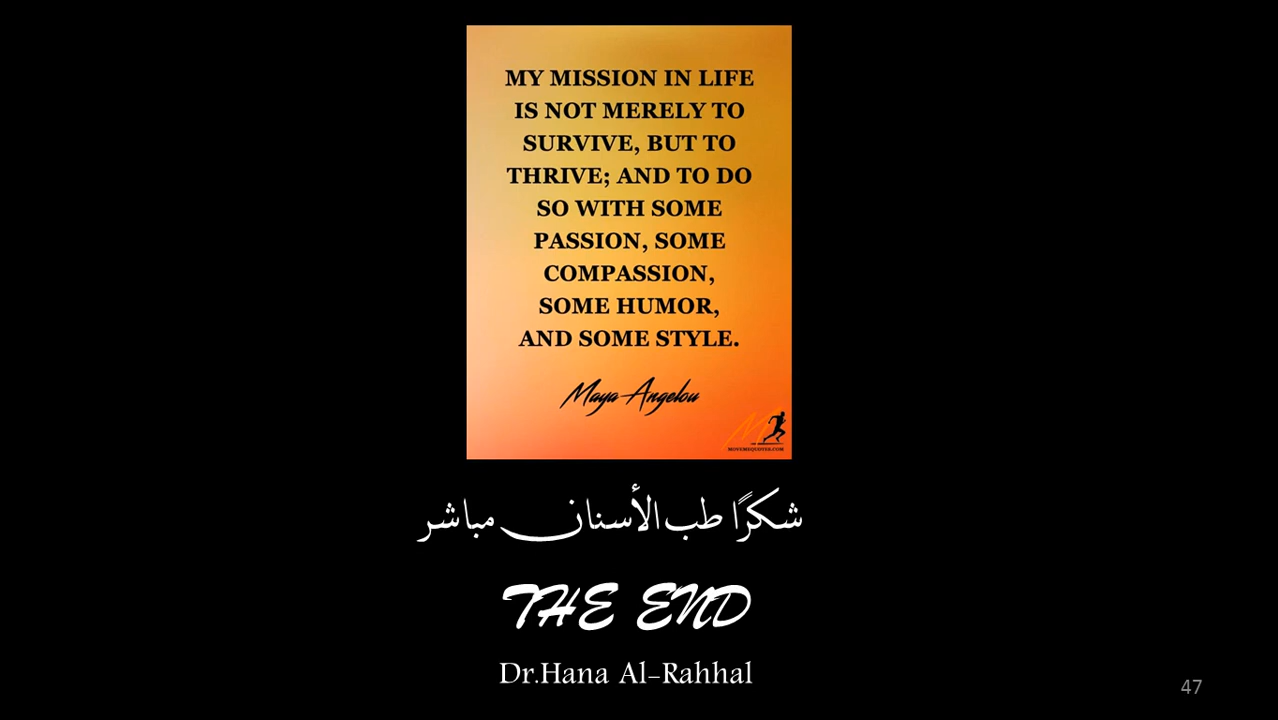 MY MISSION IN LIFE
IS NOT MERELY TO
SURVIVE, BUT TO
THRIVE; AND TO DO
SO WITH SOME
PASSION, SOME
COMPASSION,
SOME HUMOR,
AND SOME STYLE.
Maya Angelou
MOVEMEQUOTES.COM
شكرًا طب الأسنان مباشر
THE END
Dr.Hana Al-Rahhal
47